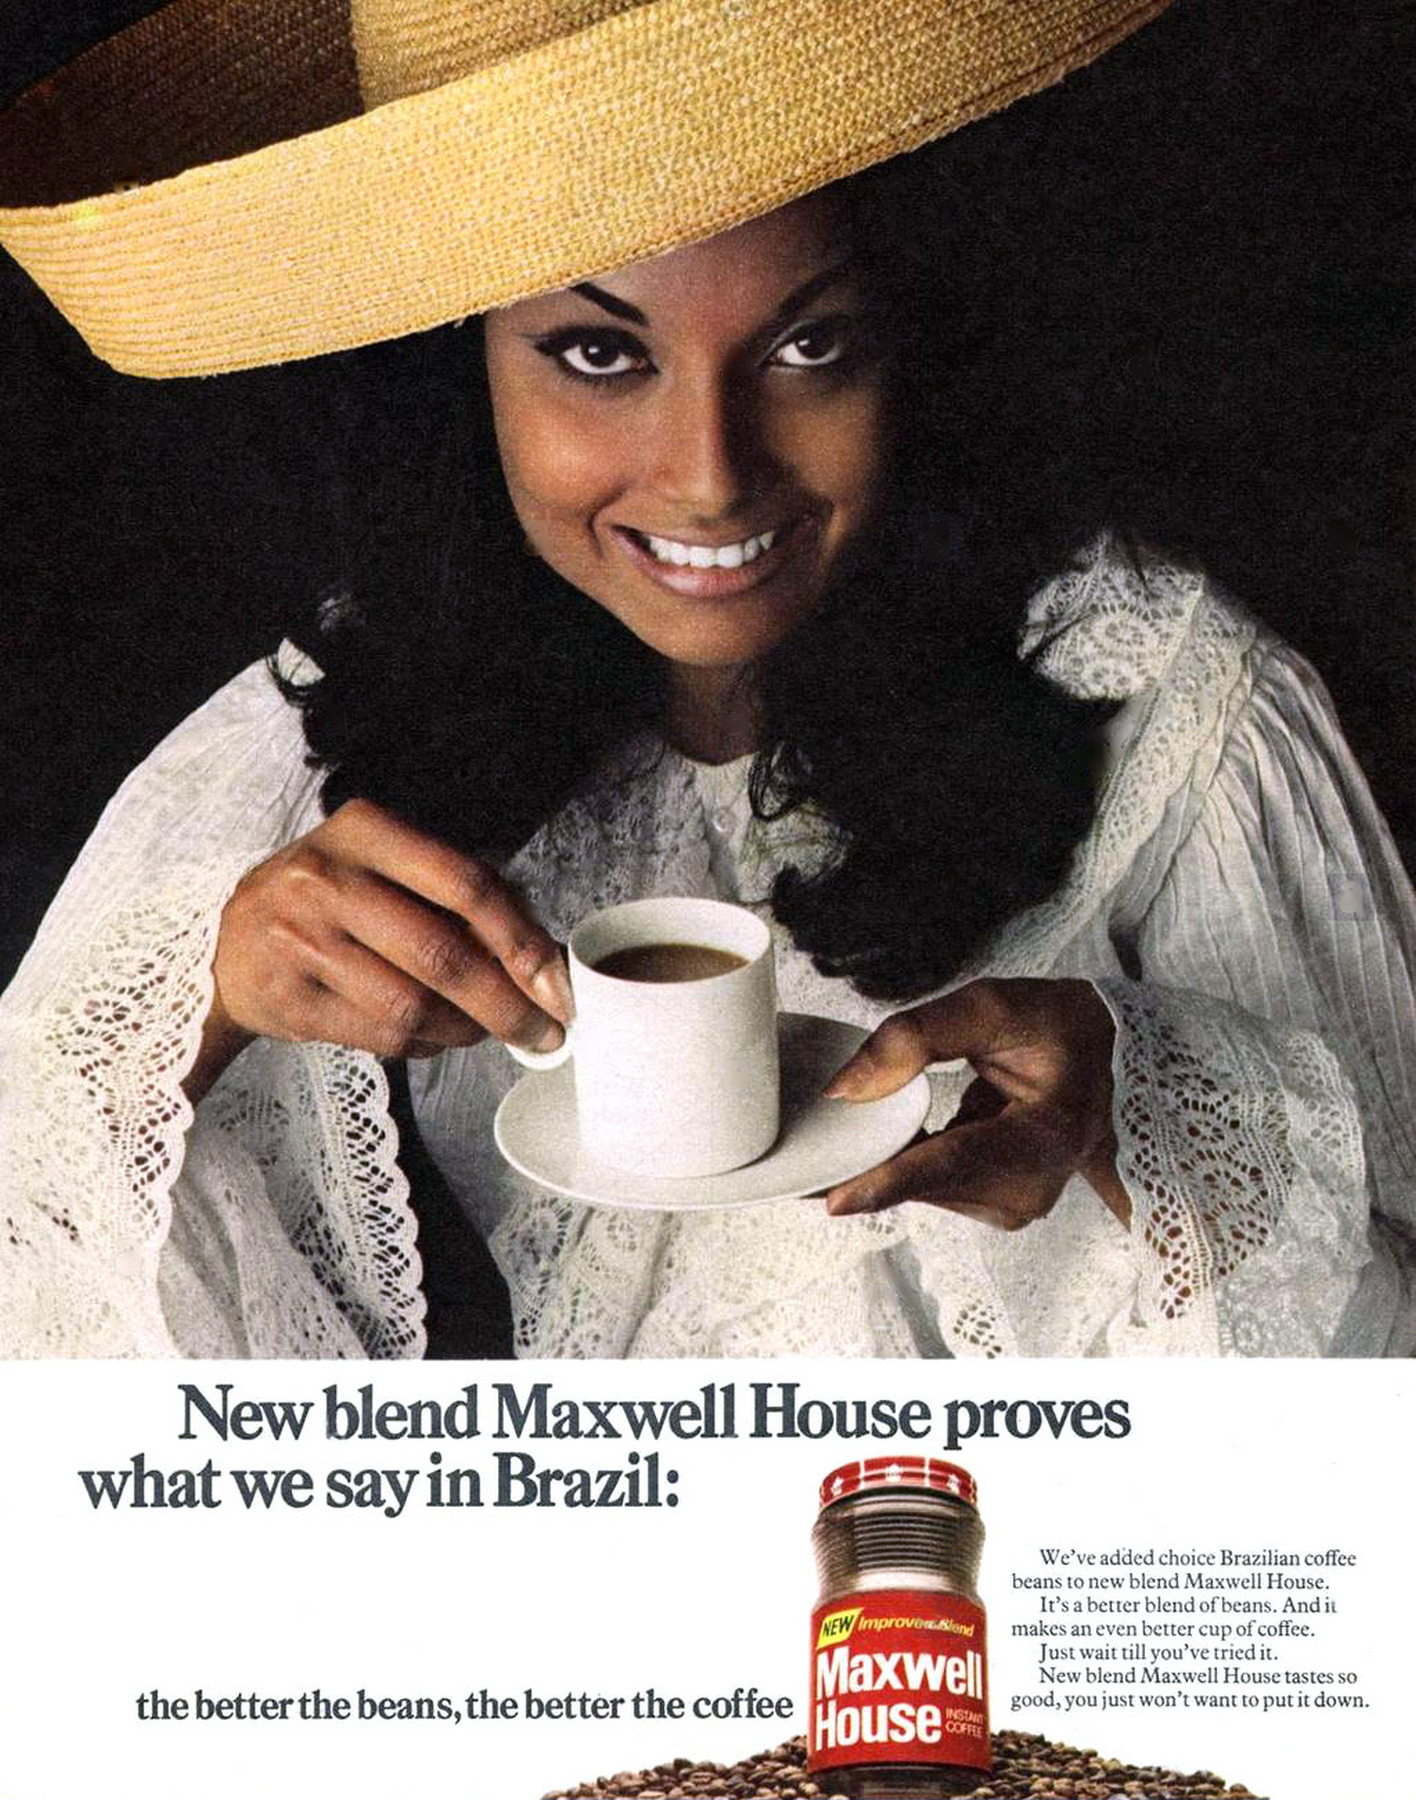 New blend Maxwell House proves
what we say in Brazil:
the better the beans, the better the coffee
NEW Improved Blend
Maxwell
House
INSTANT
COFFEE
We've added choice Brazilian coffee
beans to new blend Maxwell House.
It's a better blend of beans. And it
makes an even better cup of coffee.
Just wait till you've tried it.
New blend Maxwell House tastes so
good, you just won't want to put it down.